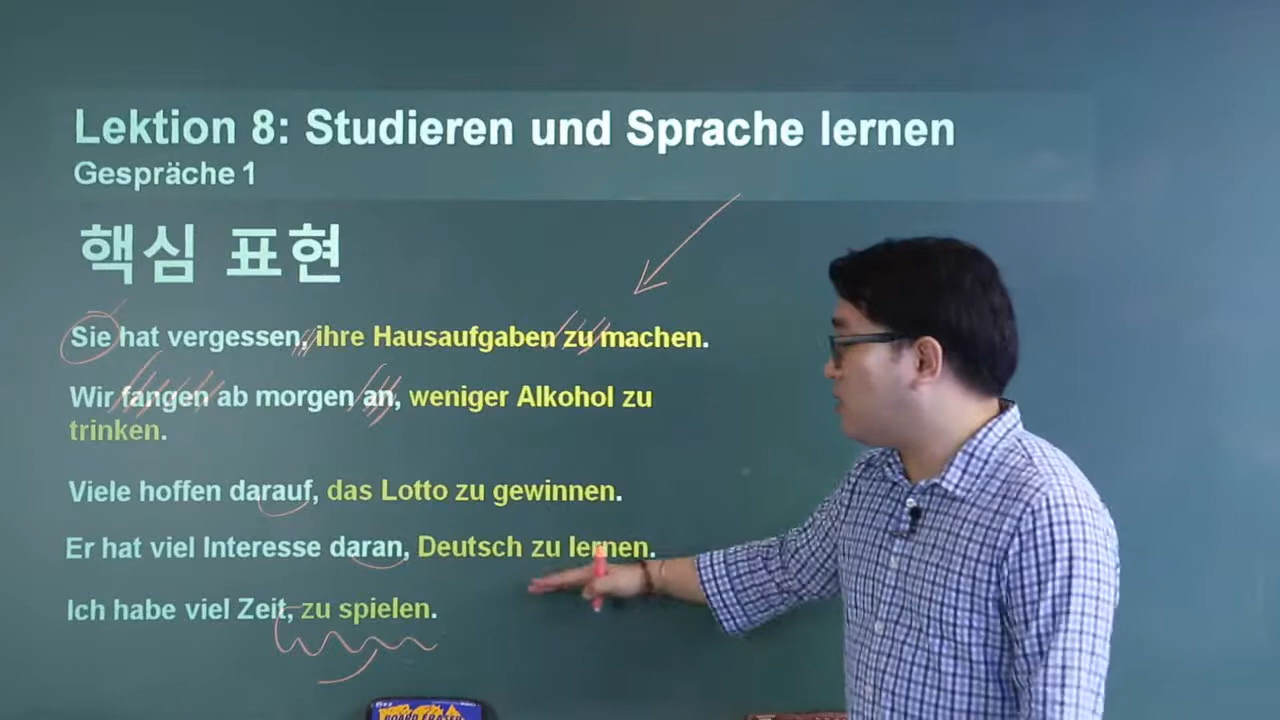 Lektion 8: Studieren und Sprache lernen
Gespräche 1
핵심 표현
Sie hat vergessen, ihre Hausaufgaben zu machen.
Wir fangen ab morgen an, weniger Alkohol zu
trinken.
Viele hoffen darauf, das Lotto zu gewinnen.
Er hat viel Interesse daran, Deutsch zu lernen.
Ich habe viel Zeit, zu spielen.
BOARD ERASER